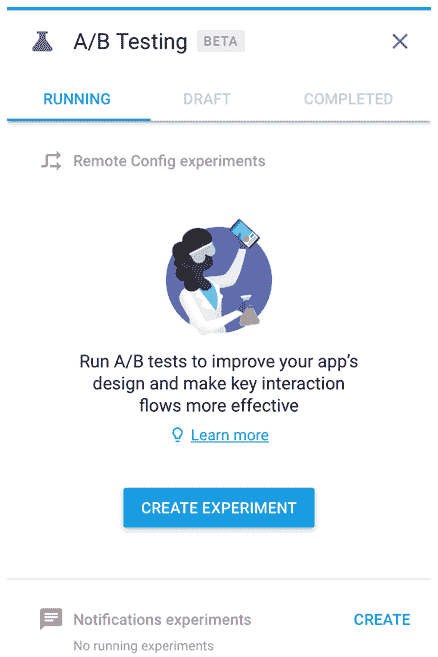 A/B Testing BETA
RUNNING DRAFT COMPLETED
Remote Config experiments
Run A/B tests to improve your app's
design and make key interaction
flows more effective
Learn more
CREATE EXPERIMENT
Notifications experiments CREATE
No running experiments